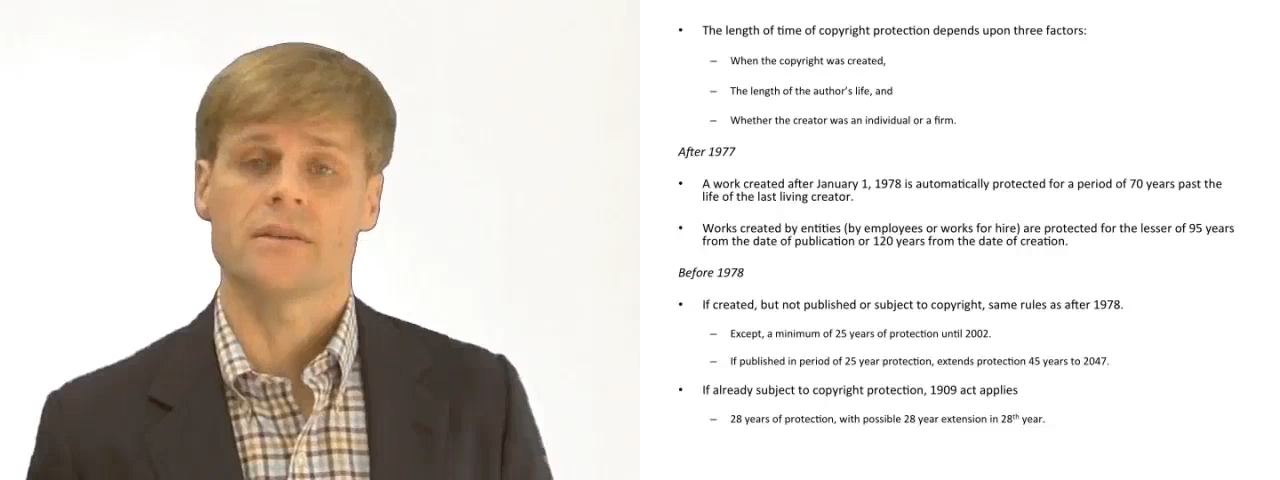 • The length of time of copyright protection depends upon three factors:
– When the copyright was created,
– The length of the author's life, and
– Whether the creator was an individual or a firm.
After 1977
• A work created after January 1, 1978 is automatically protected for a period of 70 years past the
life of the last living creator.
• Works created by entities (by employees or works for hire) are protected for the lesser of 95 years
from the date of publication or 120 years from the date of creation.
Before 1978
• If created, but not published or subject to copyright, same rules as after 1978.
– Except, a minimum of 25 years of protection until 2002.
– If published in period of 25 year protection, extends protection 45 years to 2047.
• If already subject to copyright protection, 1909 act applies
– 28 years of protection, with possible 28 year extension in 28th year.